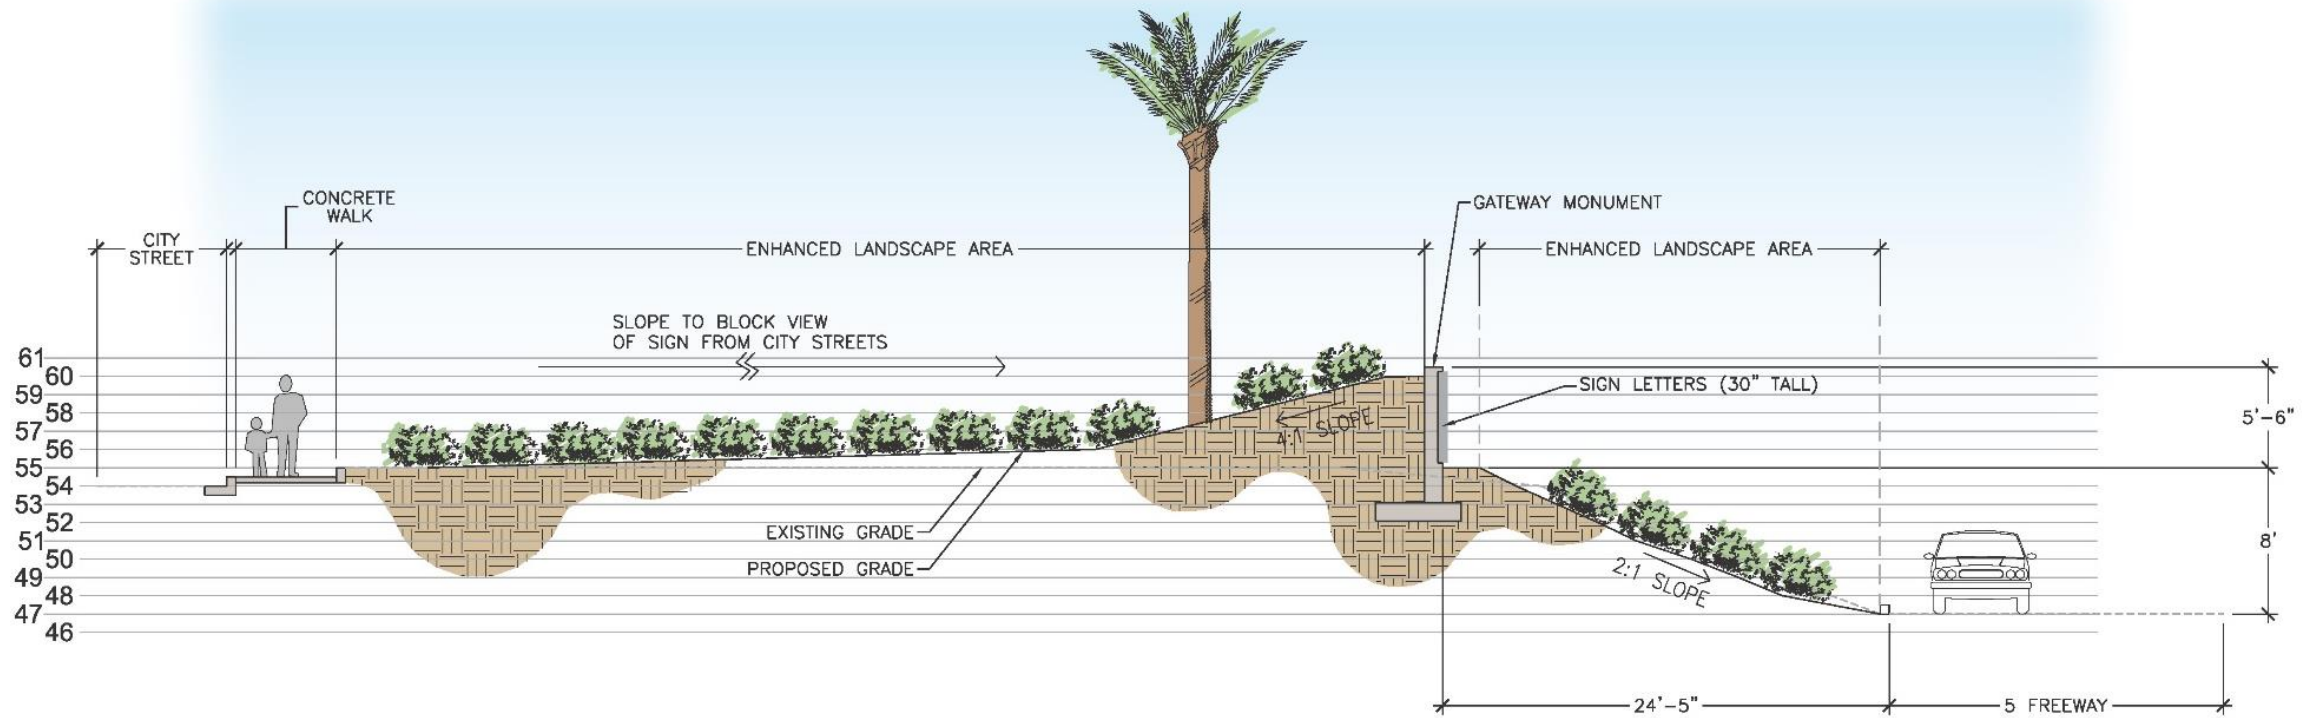 CONCRETE
WALK
GATEWAY MONUMENT
CITY
STREET
ENHANCED LANDSCAPE AREA
ENHANCED LANDSCAPE AREA
SLOPE TO BLOCK VIEW
OF SIGN FROM CITY STREETS
61
60
59
58
57
56
55
54
53
52
51
50
49
48
47
46
SIGN LETTERS (30" TALL)
4:1 SLOPE
5'-6"
EXISTING GRADE
PROPOSED GRADE
2:1 SLOPE
8'
24'-5"
5 FREEWAY